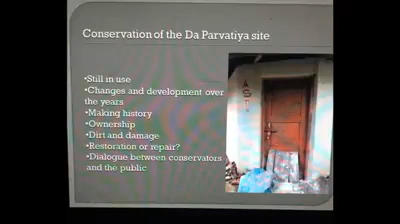 Conservation of the Da Parvatiya site
•Still in use
•Changes and development over
the years
•Making history
•Ownership
•Dirt and damage
•Restoration or repair?
•Dialogue between conservators
and the public
ASI